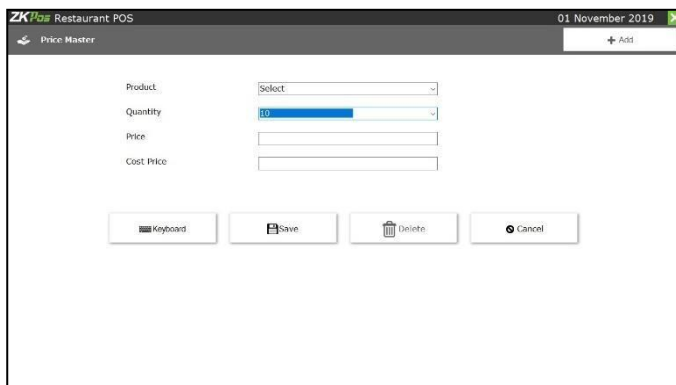 ZKPos Restaurant POS 01 November 2019
Price Master + Add
Product Select
Quantity 10
Price
Cost Price
Keyboard Save Delete Cancel